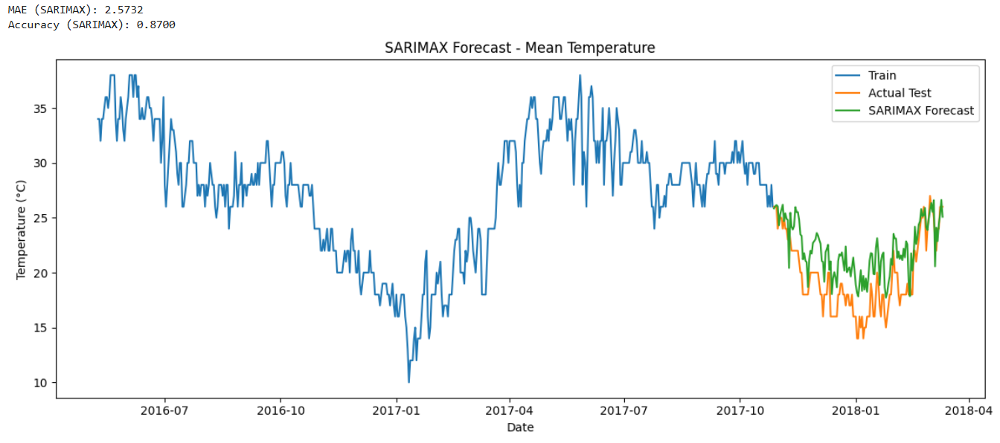 MAE (SARIMAX): 2.5732
Accuracy (SARIMAX): 0.8700
SARIMAX Forecast - Mean Temperature
Train
Actual Test
SARIMAX Forecast
Temperature (°C)
35
30
25
20
15
10
2016-07 2016-10 2017-01 2017-04 2017-07 2017-10 2018-01 2018-04
Date